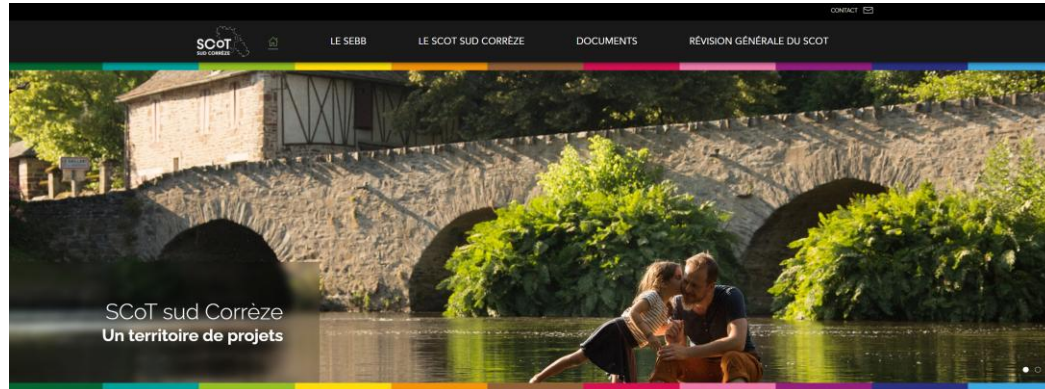 CONTACT
SCOT
SUD CORRÈZE
LE SEBB
LE SCOT SUD CORRÈZE
DOCUMENTS
RÉVISION GÉNÉRALE DU SCOT
SCoT sud Corrèze
Un territoire de projets